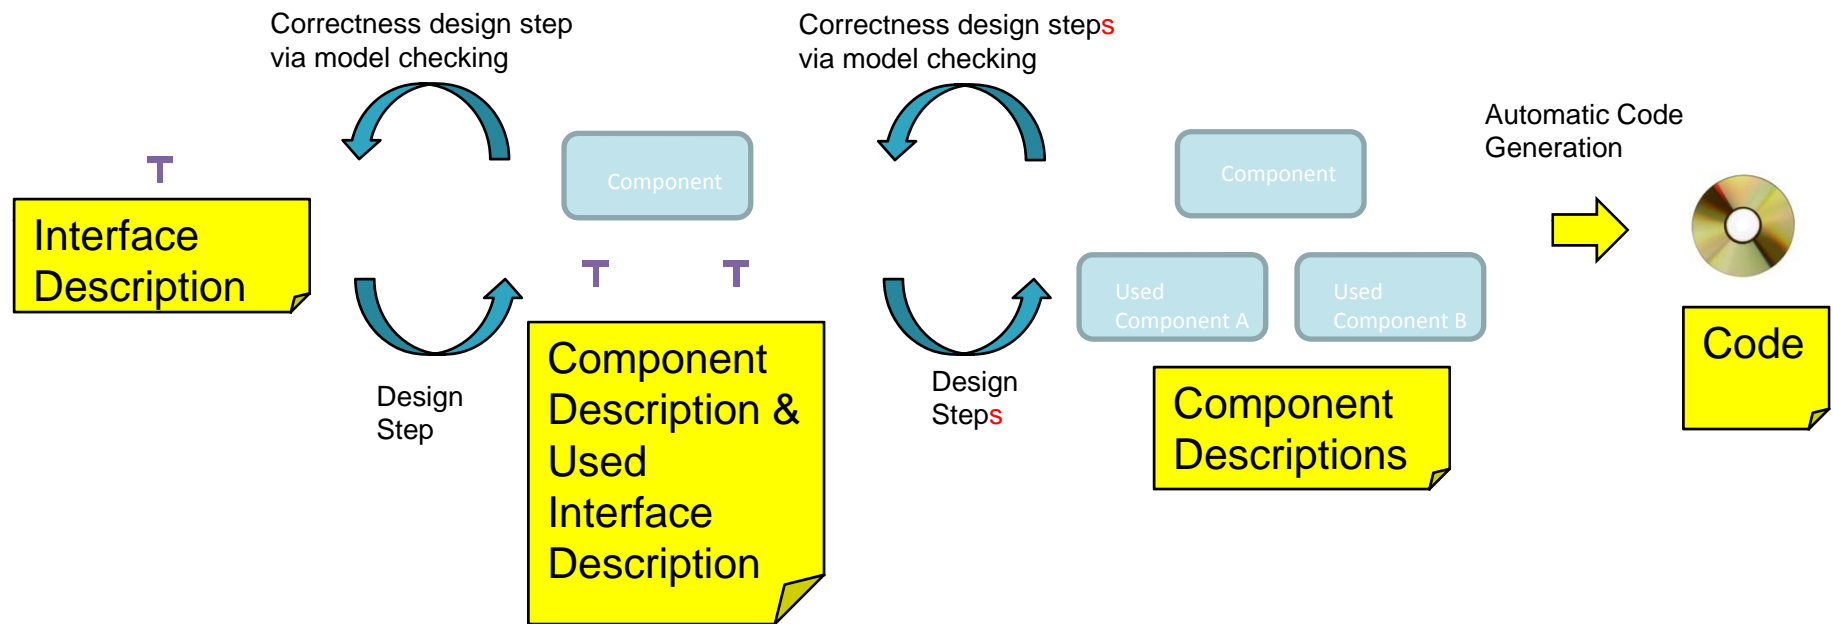 Correctness design step
via model checking
Correctness design steps
via model checking
Automatic Code
Generation
Interface
Description
Component
Component
Used
Component A
Used
Component B
Design
Step
Component
Description &
Used
Interface
Description
Design
Steps
Component
Descriptions
Code